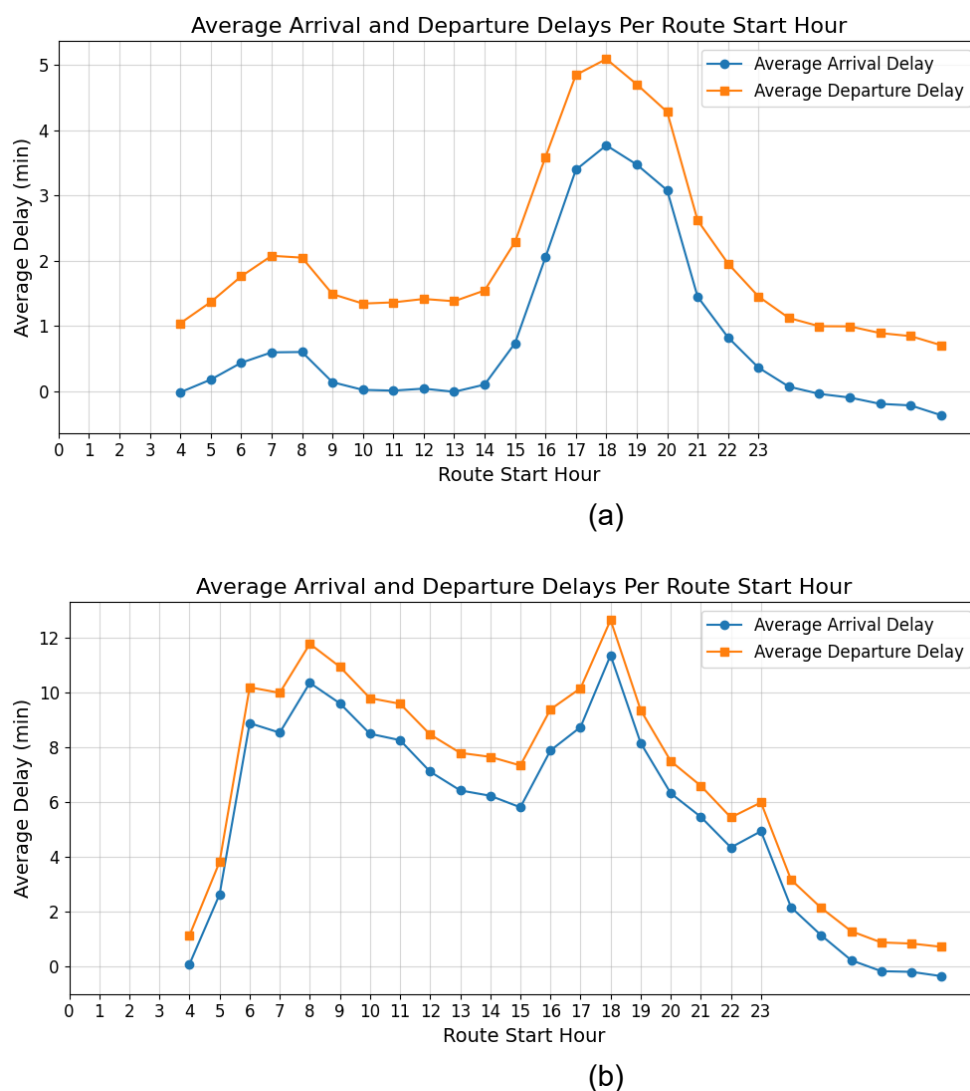 Average Arrival and Departure Delays Per Route Start Hour
Average Arrival Delay
Average Departure Delay
5
4
3
2
1
0
Average Delay (min)
0 1 2 3 4 5 6 7 8 9 10 11 12 13 14 15 16 17 18 19 20 21 22 23
Route Start Hour
(a)
Average Arrival and Departure Delays Per Route Start Hour
Average Arrival Delay
Average Departure Delay
12
10
8
6
4
2
0
Average Delay (min)
0 1 2 3 4 5 6 7 8 9 10 11 12 13 14 15 16 17 18 19 20 21 22 23
Route Start Hour
(b)